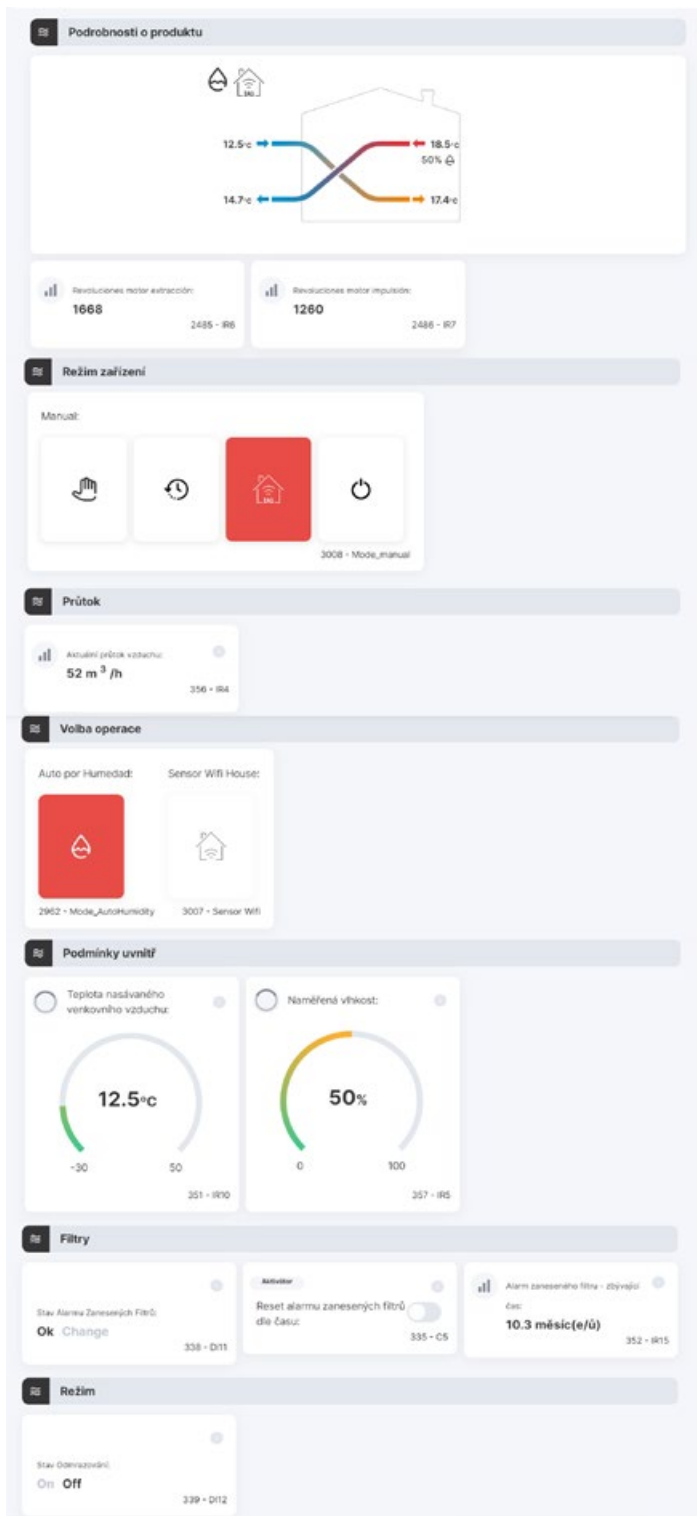 Podrobnosti o produktu
12.5°c
18.5°c
50%
14.7°c
17.4°c
Revoluciones motor extracción:
1668
2485 - IR6
Revoluciones motor impulsión:
1260
2486 - IR7
Režim zařízení
Manual:
3008 - Mode_manual
Průtok
Aktuální průtok vzduchu:
52 m ³ /h
356 - IR4
Volba operace
Auto por Humedad:
Sensor Wifi House:
2962 - Mode_AutoHumidity
3007 - Sensor Wifi
Podmínky uvnitř
Teplota nasávaného
venkovního vzduchu:
12.5°c
-30
50
351 - IR10
Naměřená vlhkost:
50%
0
100
357 - IR5
Filtry
Stav Alarmu Zanesených Filtrů:
Ok Change
338 - DI11
Aktivátor
Reset alarmu zanesených filtrů
dle času:
335 - C5
Alarm zaneseného filtru - zbývající
čas:
10.3 měsíc(e/ů)
352 - IR15
Režim
Stav Odmrazování:
On Off
339 - DI12